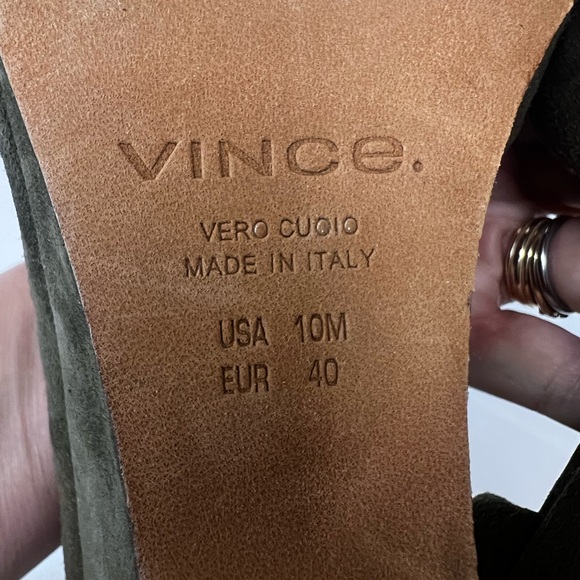 VINCe.
VERO CUOIO
MADE IN ITALY
USA 10M
EUR 40